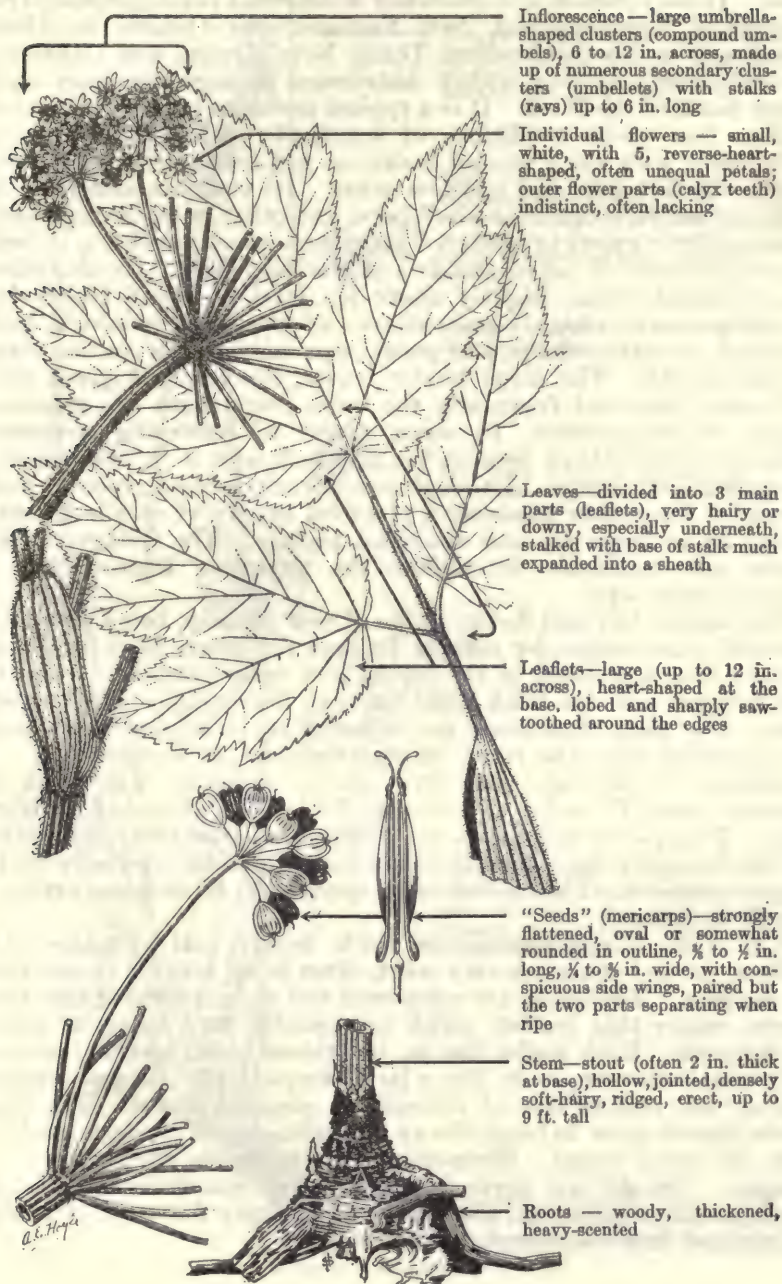 Inflorescence — large umbrella-
shaped clusters (compound um-
bels), 6 to 12 in. across, made
up of numerous secondary clus-
ters (umbellets) with stalks
(rays) up to 6 in. long
Individual flowers — small,
white, with 5, reverse-heart-
shaped, often unequal petals;
outer flower parts (calyx teeth)
indistinct, often lacking
Leaves—divided into 3 main
parts (leaflets), very hairy or
downy, especially underneath,
stalked with base of stalk much
expanded into a sheath
Leaflets—large (up to 12 in.
across), heart-shaped at the
base, lobed and sharply saw-
toothed around the edges
"Seeds" (mericarps)—strongly
flattened, oval or somewhat
rounded in outline, ⅜ to ½ in.
long, ¼ to ⅜ in. wide, with con-
spicuous side wings, paired but
the two parts separating when
ripe
Stem—stout (often 2 in. thick
at base), hollow, jointed, densely
soft-hairy, ridged, erect, up to
9 ft. tall
Roots — woody, thickened,
heavy-scented
A.E. Hoyle